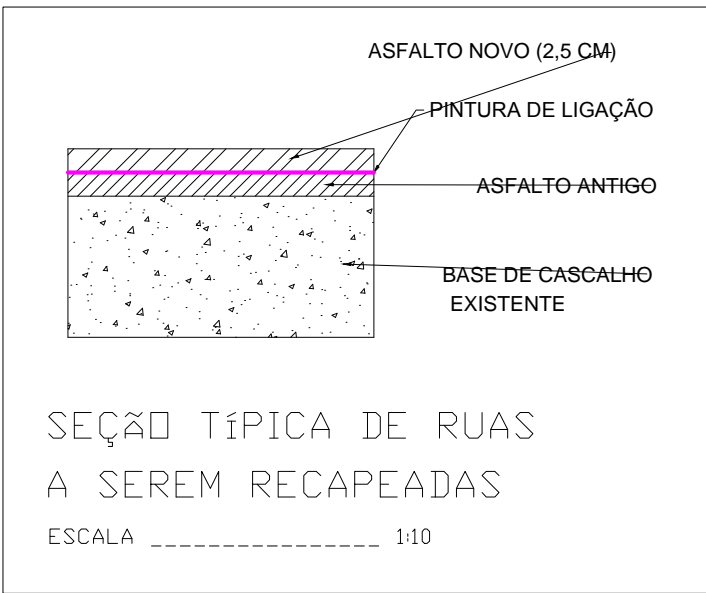 ASFALTO NOVO (2,5 CM)
PINTURA DE LIGAÇÃO
ASFALTO ANTIGO
BASE DE CASCALHO
EXISTENTE
SEÇÃO TÍPICA DE RUAS
A SEREM RECAPEADAS
ESCALA ________________ 1:10